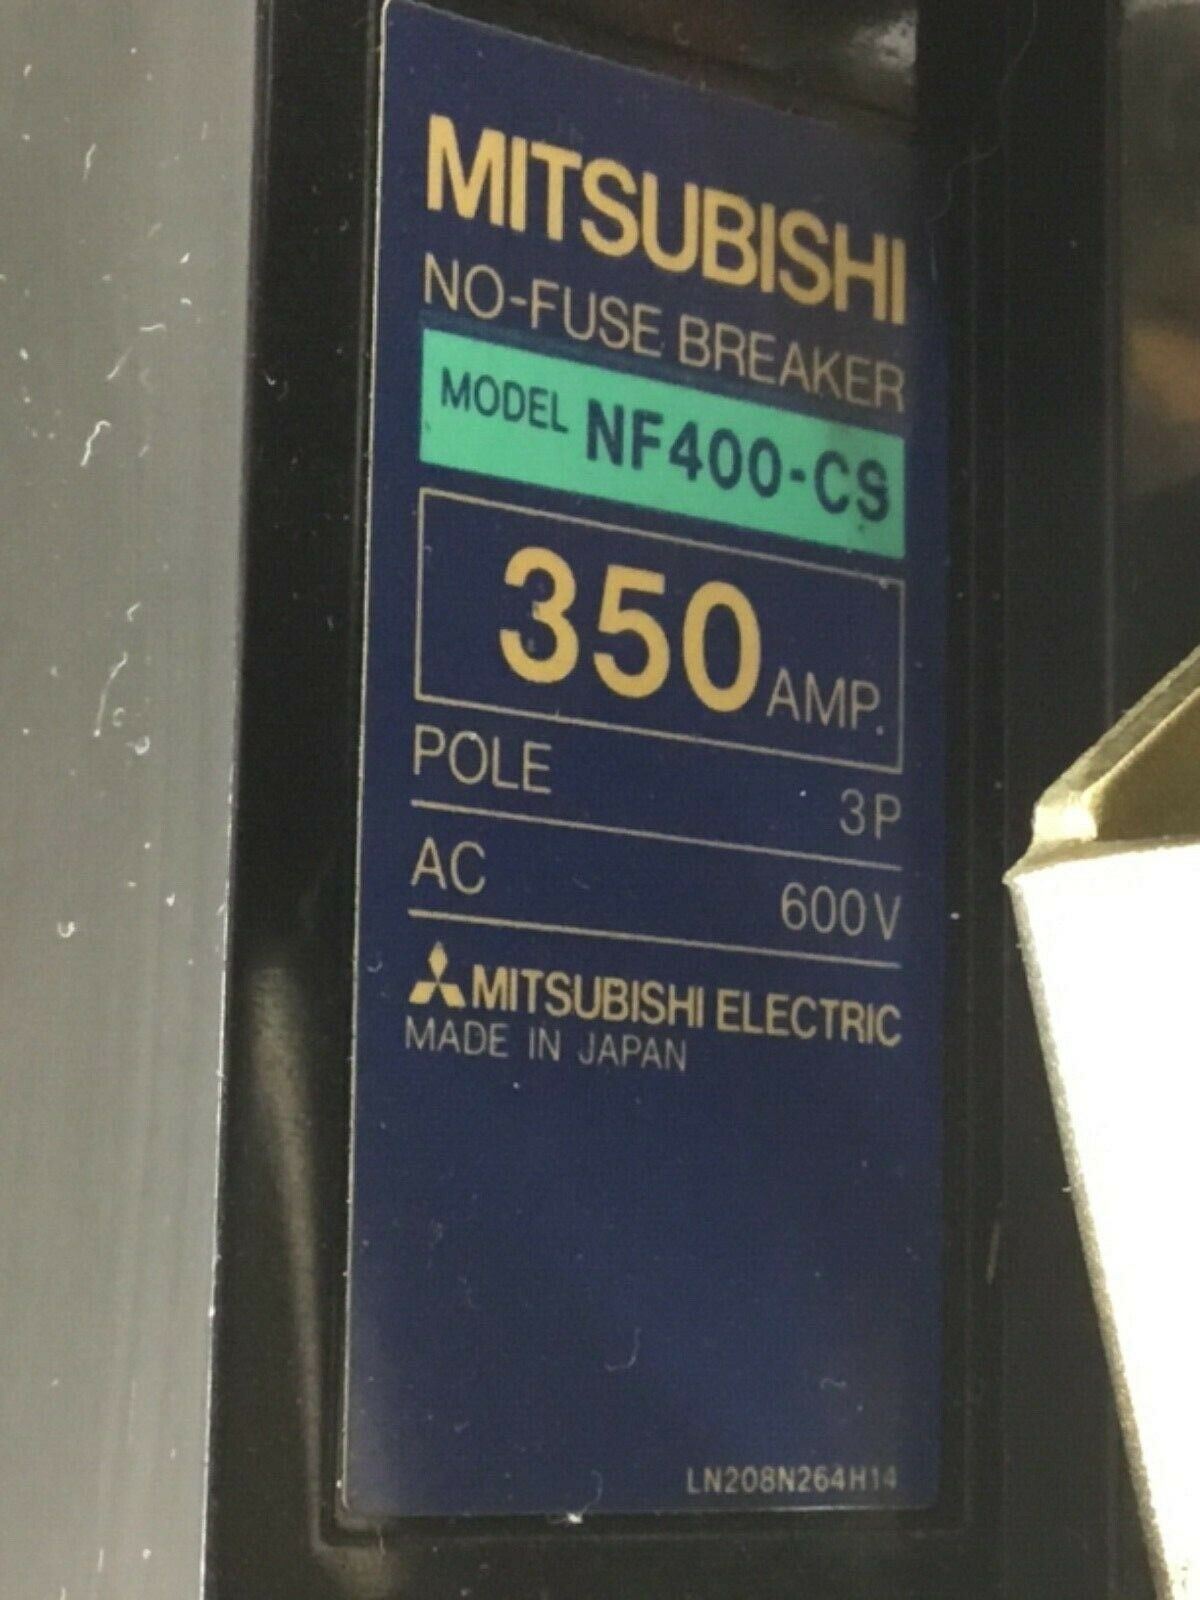 MITSUBISHI
NO-FUSE BREAKER
MODEL NF400-CS
350 AMP.
POLE 3P
AC 600V
MITSUBISHI ELECTRIC
MADE IN JAPAN
LN208N264H14